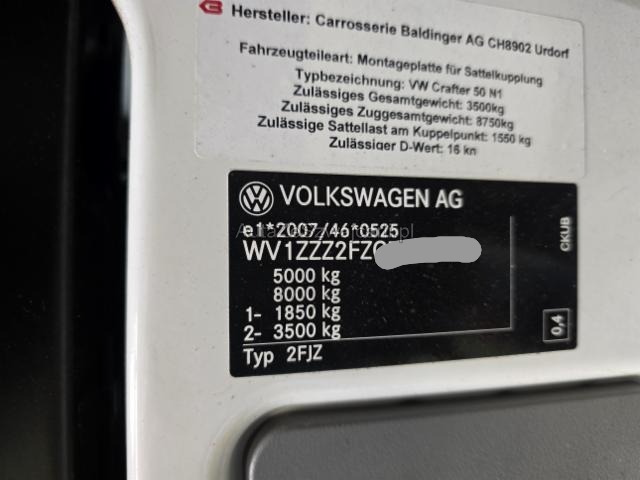 Hersteller: Carrosserie Baldinger AG CH8902 Urdorf
Fahrzeugteileart: Montageplatte für Sattelkupplung
Typbezeichnung: VW Crafter 50 N1
Zulässiges Gesamtgewicht: 3500kg
Zulässiges Zuggesamtgewicht: 8750kg
Zulässige Sattellast am Kuppelpunkt: 1550 kg
Zulässiger D-Wert: 16 kn
VOLKSWAGEN AG
e1*2007/46*0525
WV1ZZZ2FZ
5000 kg
8000 kg
1- 1850 kg
2- 3500 kg
Typ 2FJZ
CKUB
0,4